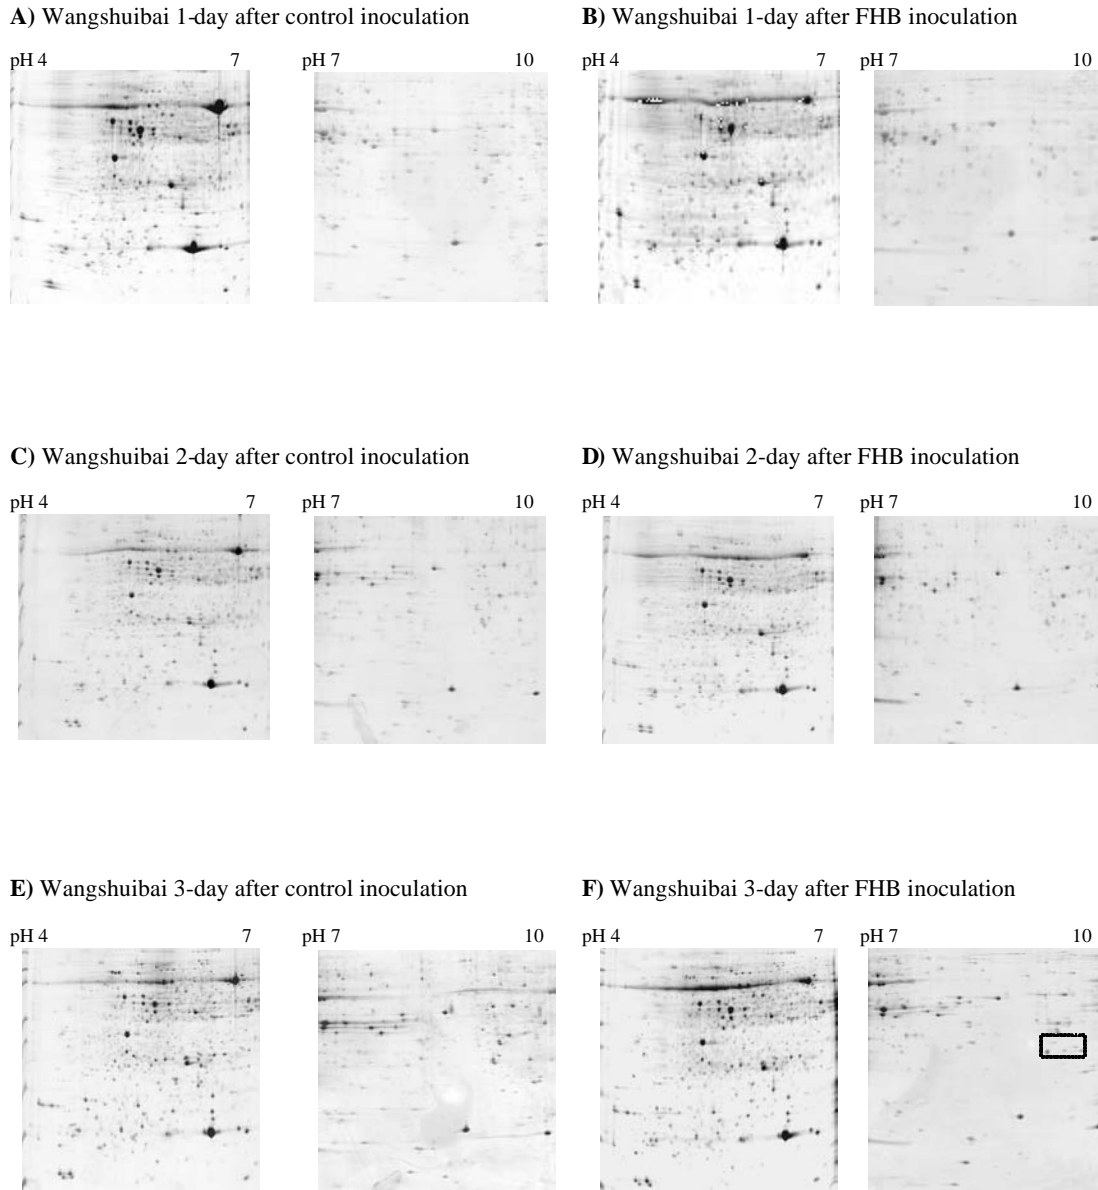 A) Wangshuibai 1-day after control inoculation
B) Wangshuibai 1-day after FHB inoculation
pH 4 7 pH 7 10
pH 4 7 pH 7 10
C) Wangshuibai 2-day after control inoculation
D) Wangshuibai 2-day after FHB inoculation
pH 4 7 pH 7 10
pH 4 7 pH 7 10
E) Wangshuibai 3-day after control inoculation
F) Wangshuibai 3-day after FHB inoculation
pH 4 7 pH 7 10
pH 4 7 pH 7 10